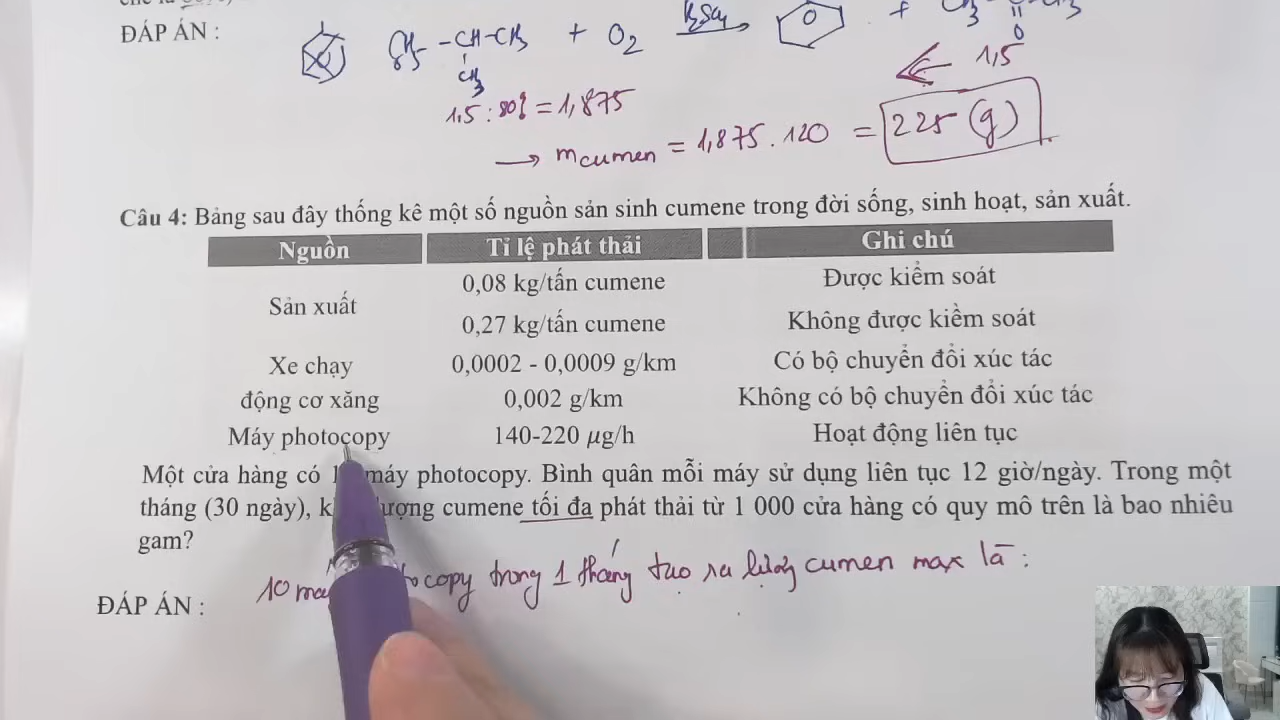 ĐÁP ÁN :
-CH-CH3 + O2 H2SO4 +
CH3
O
1,5
1,5 : 80% = 1,875
→ mcumen = 1,875 . 120 = 225 (g)
Câu 4: Bảng sau đây thống kê một số nguồn sản sinh cumene trong đời sống, sinh hoạt, sản xuất.
Nguồn Tỉ lệ phát thải Ghi chú
Sản xuất 0,08 kg/tấn cumene Được kiểm soát
0,27 kg/tấn cumene Không được kiểm soát
Xe chạy 0,0002 - 0,0009 g/km Có bộ chuyển đổi xúc tác
động cơ xăng 0,002 g/km Không có bộ chuyển đổi xúc tác
Máy photocopy 140-220 μg/h Hoạt động liên tục
Một cửa hàng có máy photocopy. Bình quân mỗi máy sử dụng liên tục 12 giờ/ngày. Trong một
tháng (30 ngày), cumene tối đa phát thải từ 1 000 cửa hàng có quy mô trên là bao nhiêu
gam?
10 copy trong 1 tháng tạo ra lượng cumen max là :
ĐÁP ÁN :